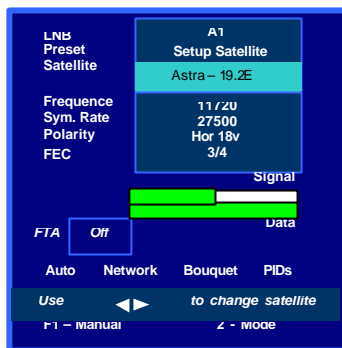 LNB A1
Preset Setup Satellite
Satellite Astra – 19.2E
Frequence 11720
Sym. Rate 27500
Polarity Hor 18v
FEC 3/4
Signal
Data
FTA Off
Auto Network Bouquet PIDs
Use ◄► to change satellite
F1 – Manual 2 - Mode